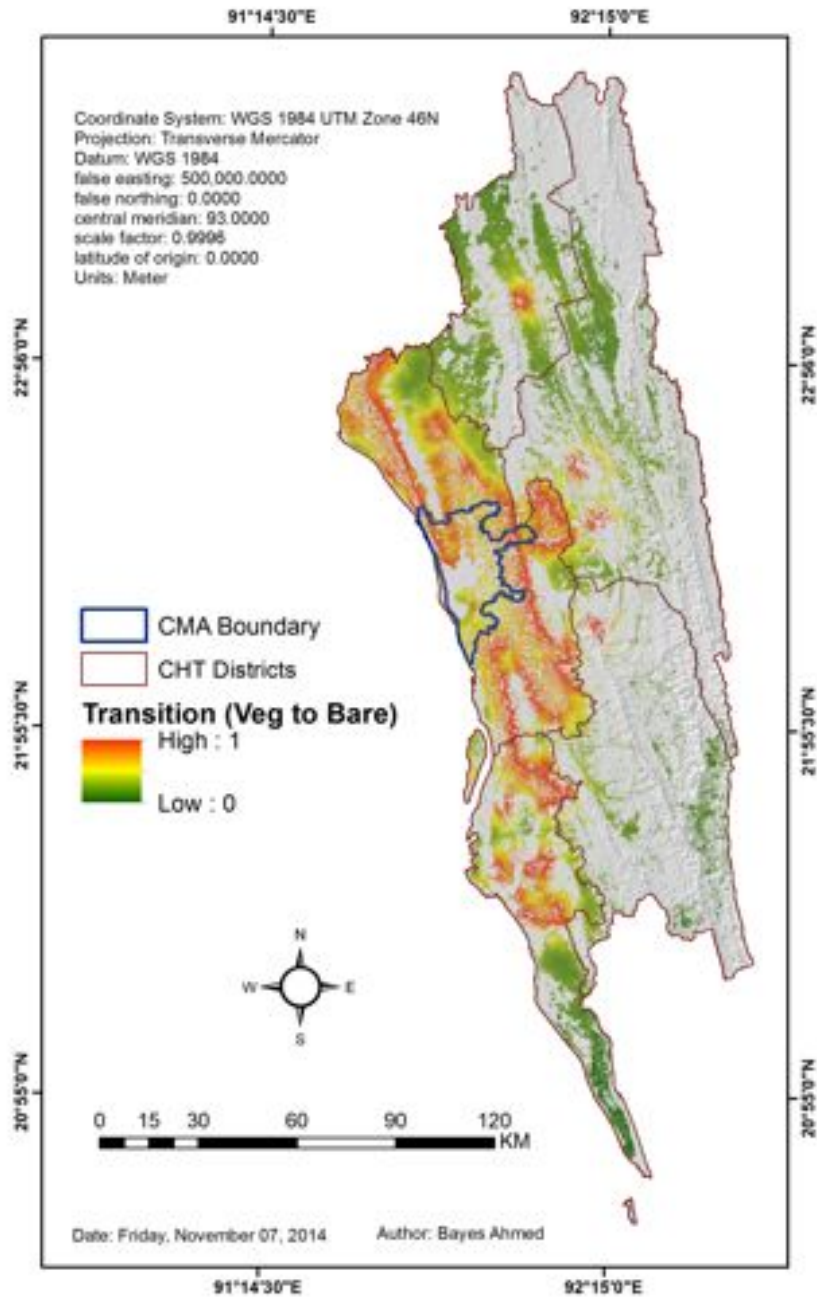 91°14'30"E 92°15'0"E
Coordinate System: WGS 1984 UTM Zone 46N
Projection: Transverse Mercator
Datum: WGS 1984
false easting: 500,000.0000
false northing: 0.0000
central meridian: 93.0000
scale factor: 0.9996
latitude of origin: 0.0000
Units: Meter
22°56'0"N 22°56'0"N
CMA Boundary
CHT Districts
Transition (Veg to Bare)
High : 1
Low : 0
21°55'30"N 21°55'30"N
N
W E
S
20°55'0"N 20°55'0"N
0 15 30 60 90 120
KM
Date: Friday, November 07, 2014 Author: Bayes Ahmed
91°14'30"E 92°15'0"E